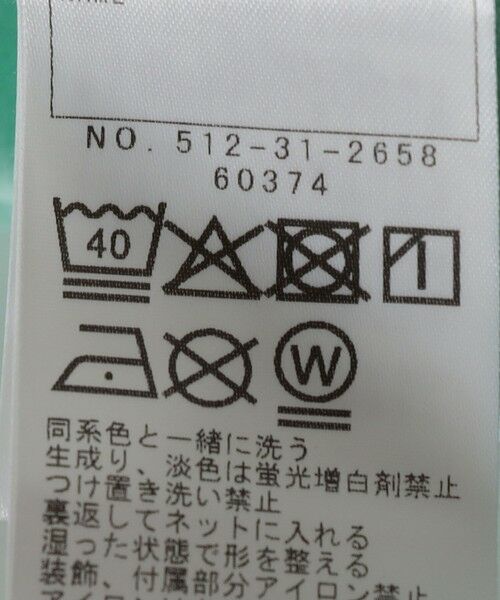 NO. 512-31-2658
60374
40
W
同系色と一緒に洗う
生成り、淡色は蛍光増白剤禁止
つけ置き洗い禁止
裏返してネットに入れる
湿った状態で形を整える
装飾、付属部分アイロン禁止